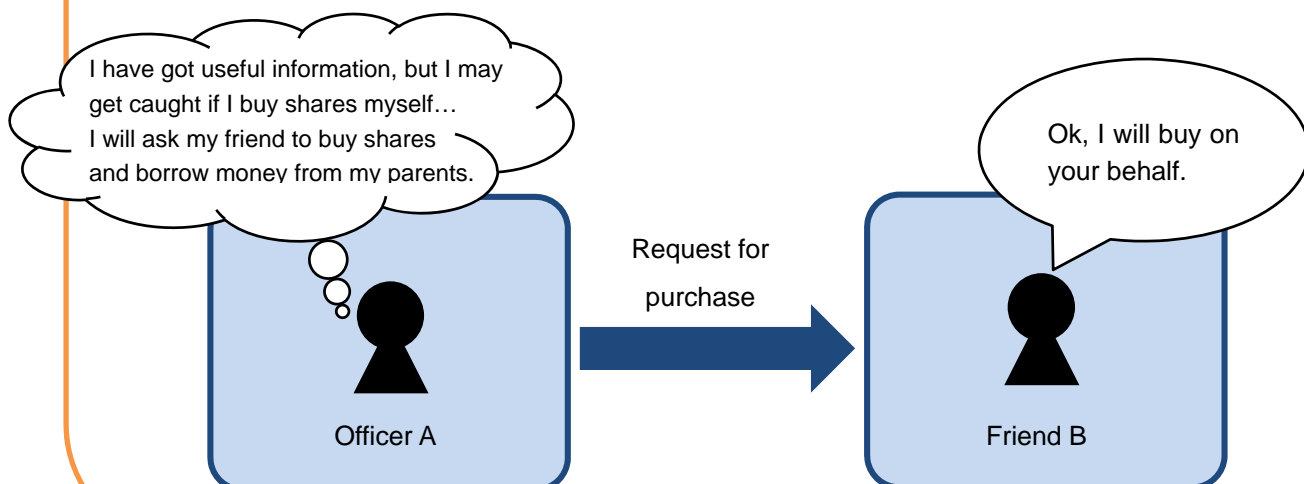 I have got useful information, but I may
get caught if I buy shares myself…
I will ask my friend to buy shares
and borrow money from my parents.
Ok, I will buy on
your behalf.
Request for
purchase
Officer A
Friend B